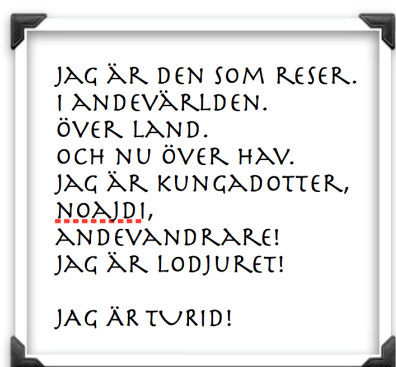 JAG ÄR DEN SOM RESER.
I ANDEVÄRLDEN.
ÖVER LAND.
OCH NU ÖVER HAV.
JAG ÄR KUNGADOTTER,
NOAJDI,
ANDEVANDRARE!
JAG ÄR LODJURET!
JAG ÄR TURID!